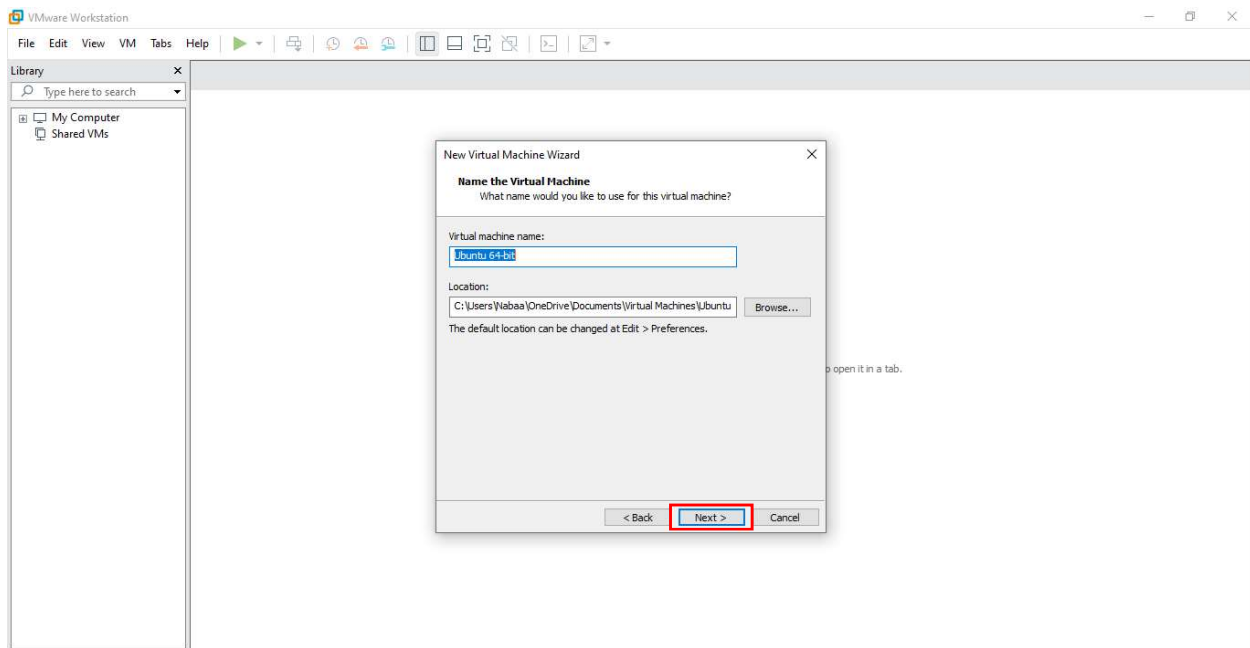 VMware Workstation
File Edit View VM Tabs Help
Library
Type here to search
My Computer
Shared VMs
New Virtual Machine Wizard
Name the Virtual Machine
What name would you like to use for this virtual machine?
Virtual machine name:
Ubuntu 64-bit
Location:
C:\Users\Nabaa\OneDrive\Documents\Virtual Machines\Ubuntu
Browse...
The default location can be changed at Edit > Preferences.
o open it in a tab.
< Back Next > Cancel